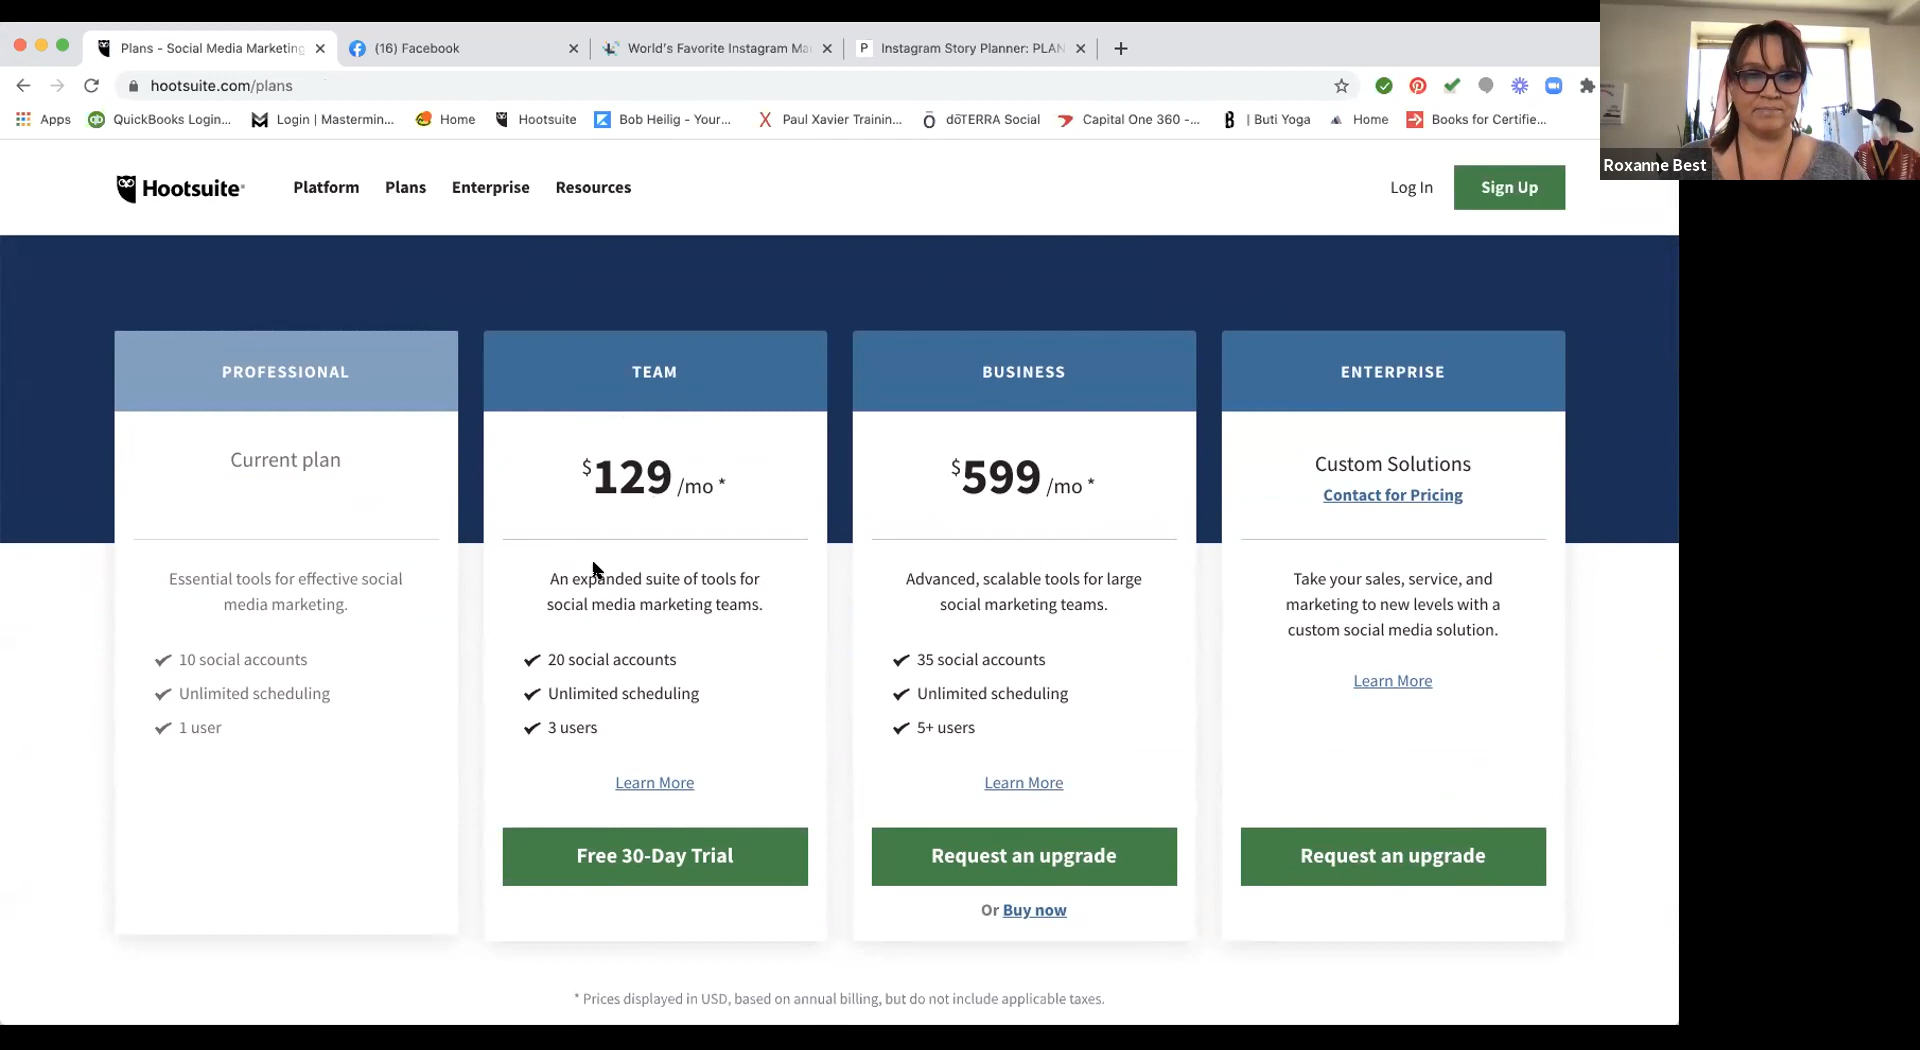 Plans - Social Media Marketing
(16) Facebook
World's Favorite Instagram Ma
P Instagram Story Planner: PLAN
hootsuite.com/plans
Apps
qb QuickBooks Login...
Login | Mastermin...
Home
Hootsuite
Bob Heilig - Your...
Paul Xavier Trainin...
dōTERRA Social
Capital One 360 -...
| Buti Yoga
Home
Books for Certifie...
Roxanne Best
Hootsuite
Platform
Plans
Enterprise
Resources
Log In
Sign Up
PROFESSIONAL
Current plan
Essential tools for effective social
media marketing.
10 social accounts
Unlimited scheduling
1 user
TEAM
$129 /mo *
An expanded suite of tools for
social media marketing teams.
20 social accounts
Unlimited scheduling
3 users
Learn More
Free 30-Day Trial
BUSINESS
$599 /mo *
Advanced, scalable tools for large
social marketing teams.
35 social accounts
Unlimited scheduling
5+ users
Learn More
Request an upgrade
Or Buy now
ENTERPRISE
Custom Solutions
Contact for Pricing
Take your sales, service, and
marketing to new levels with a
custom social media solution.
Learn More
Request an upgrade
* Prices displayed in USD, based on annual billing, but do not include applicable taxes.